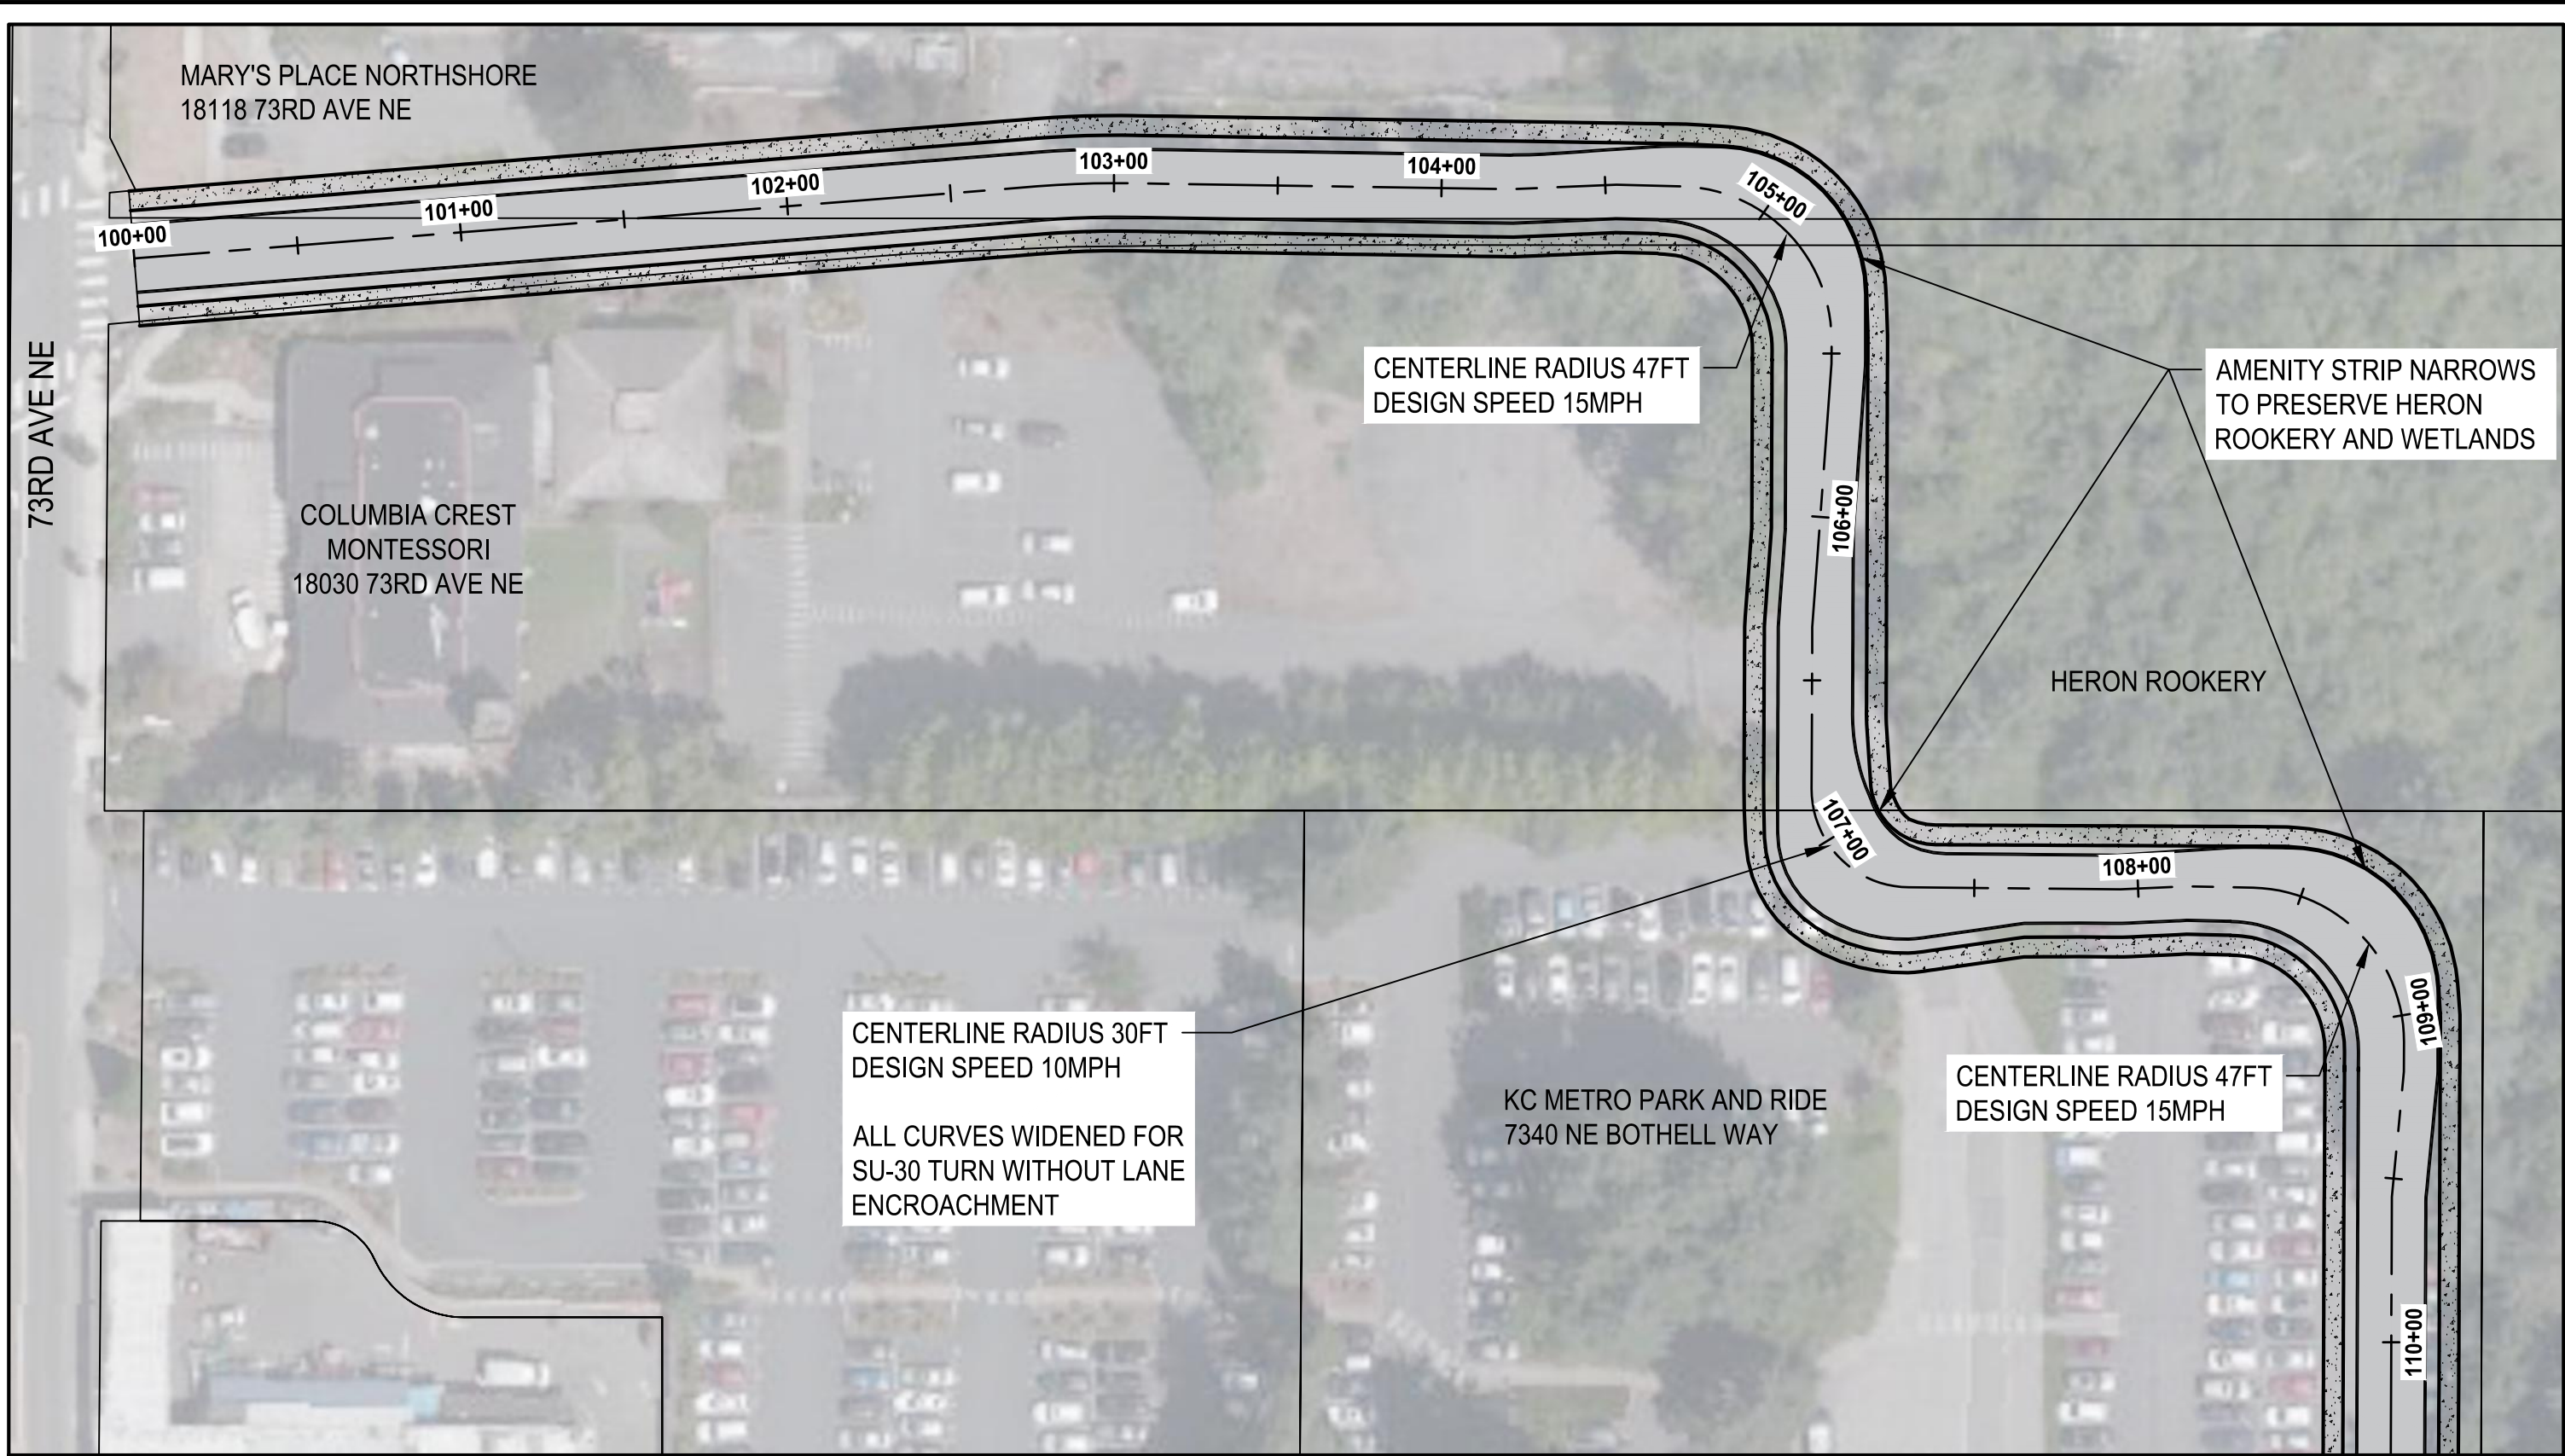 MARY'S PLACE NORTHSHORE
18118 73RD AVE NE
100+00
101+00
102+00
103+00
104+00
105+00
73RD AVE NE
CENTERLINE RADIUS 47FT
DESIGN SPEED 15MPH
AMENITY STRIP NARROWS
TO PRESERVE HERON
ROOKERY AND WETLANDS
COLUMBIA CREST
MONTESSORI
18030 73RD AVE NE
106+00
HERON ROOKERY
107+00
108+00
109+00
CENTERLINE RADIUS 30FT
DESIGN SPEED 10MPH
ALL CURVES WIDENED FOR
SU-30 TURN WITHOUT LANE
ENCROACHMENT
KC METRO PARK AND RIDE
7340 NE BOTHELL WAY
CENTERLINE RADIUS 47FT
DESIGN SPEED 15MPH
110+00